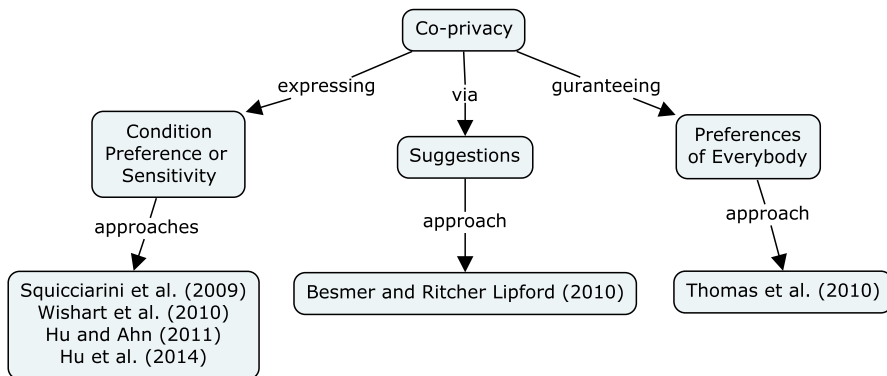 Co-privacy
expressing
via
guranteeing
Condition
Preference or
Sensitivity
Suggestions
Preferences
of Everybody
approaches
approach
approach
Squicciarini et al. (2009)
Wishart et al. (2010)
Hu and Ahn (2011)
Hu et al. (2014)
Besmer and Ritcher Lipford (2010)
Thomas et al. (2010)